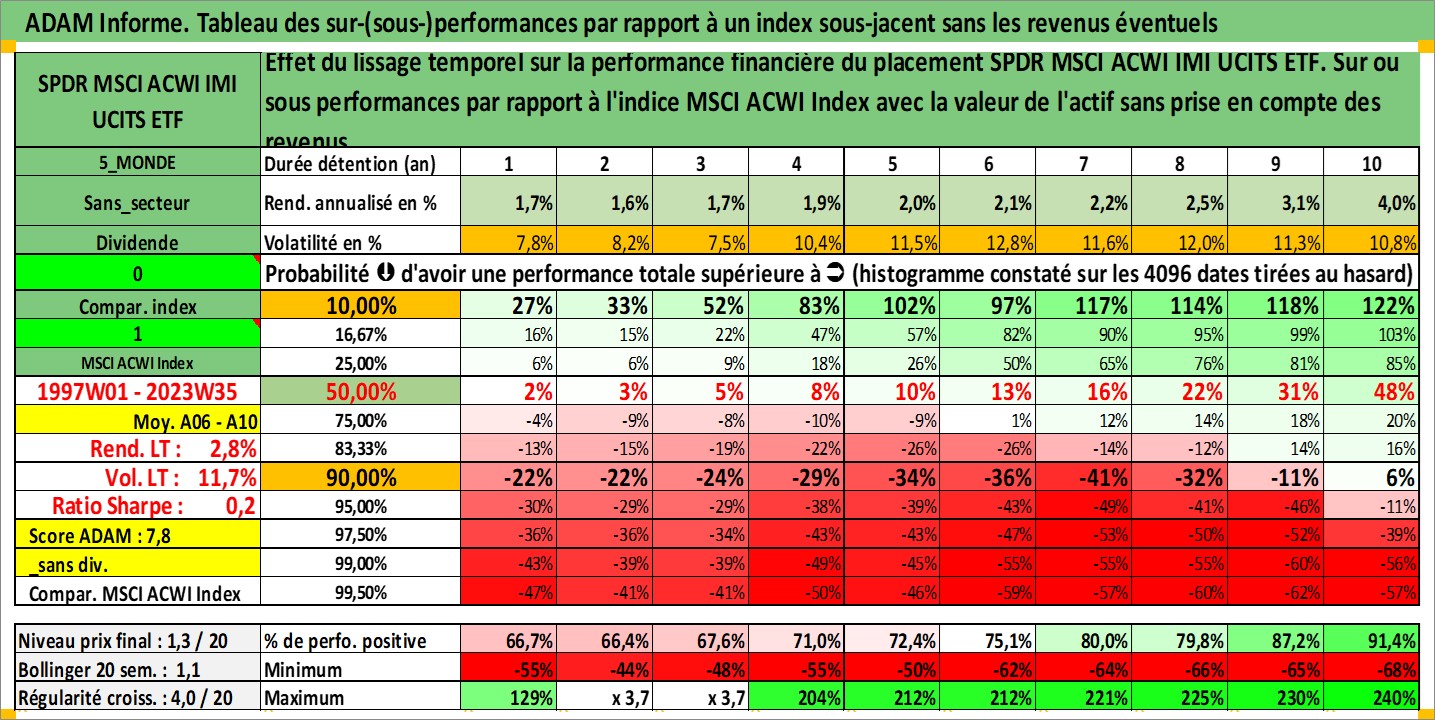 ADAM Informe. Tableau des sur-(sous-)performances par rapport à un index sous-jacent sans les revenus éventuels
SPDR MSCI ACWI IMI UCITS ETF
Effet du lissage temporel sur la performance financière du placement SPDR MSCI ACWI IMI UCITS ETF. Sur ou
sous performances par rapport à l'indice MSCI ACWI Index avec la valeur de l'actif sans prise en compte des
revenus
5_MONDE Durée détention (an) 1 2 3 4 5 6 7 8 9 10
Sans_secteur Rend. annualisé en % 1,7% 1,6% 1,7% 1,9% 2,0% 2,1% 2,2% 2,5% 3,1% 4,0%
Dividende Volatilité en % 7,8% 8,2% 7,5% 10,4% 11,5% 12,8% 11,6% 12,0% 11,3% 10,8%
0 Probabilité ⮋ d'avoir une performance totale supérieure à ➲ (histogramme constaté sur les 4096 dates tirées au hasard)
Compar. index 10,00% 27% 33% 52% 83% 102% 97% 117% 114% 118% 122%
1 16,67% 16% 15% 22% 47% 57% 82% 90% 95% 99% 103%
MSCI ACWI Index 25,00% 6% 6% 9% 18% 26% 50% 65% 76% 81% 85%
1997W01 - 2023W35 50,00% 2% 3% 5% 8% 10% 13% 16% 22% 31% 48%
Moy. A06 - A10 75,00% -4% -9% -8% -10% -9% 1% 12% 14% 18% 20%
Rend. LT : 2,8% 83,33% -13% -15% -19% -22% -26% -26% -14% -12% 14% 16%
Vol. LT : 11,7% 90,00% -22% -22% -24% -29% -34% -36% -41% -32% -11% 6%
Ratio Sharpe : 0,2 95,00% -30% -29% -29% -38% -39% -43% -49% -41% -46% -11%
Score ADAM : 7,8 97,50% -36% -36% -34% -43% -43% -47% -53% -50% -52% -39%
_sans div. 99,00% -43% -39% -39% -49% -45% -55% -55% -55% -60% -56%
Compar. MSCI ACWI Index 99,50% -47% -41% -41% -50% -46% -59% -57% -60% -62% -57%
Niveau prix final : 1,3 / 20 % de perfo. positive 66,7% 66,4% 67,6% 71,0% 72,4% 75,1% 80,0% 79,8% 87,2% 91,4%
Bollinger 20 sem. : 1,1 Minimum -55% -44% -48% -55% -50% -62% -64% -66% -65% -68%
Régularité croiss. : 4,0 / 20 Maximum 129% x 3,7 x 3,7 204% 212% 212% 221% 225% 230% 240%